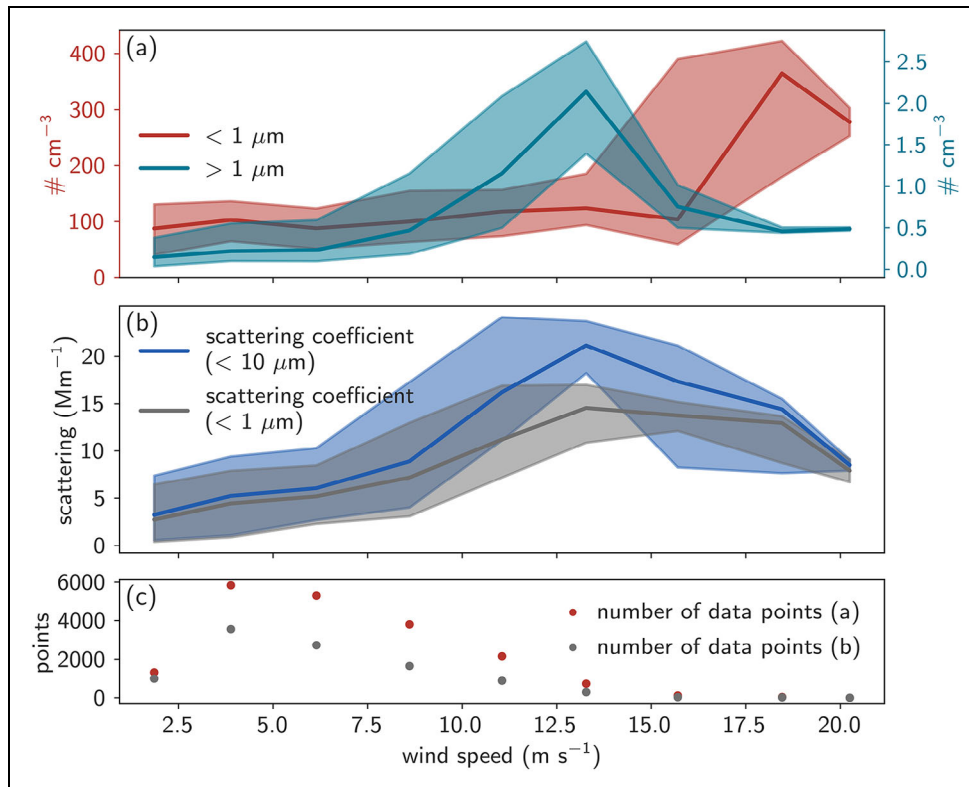 (a)
400
300
200
100
0
# cm⁻³
< 1 μm
> 1 μm
2.5
2.0
1.5
1.0
0.5
0.0
# cm⁻³
(b)
20
15
10
5
0
scattering (Mm⁻¹)
scattering coefficient
(< 10 μm)
scattering coefficient
(< 1 μm)
(c)
6000
4000
2000
0
points
number of data points (a)
number of data points (b)
2.5 5.0 7.5 10.0 12.5 15.0 17.5 20.0
wind speed (m s⁻¹)